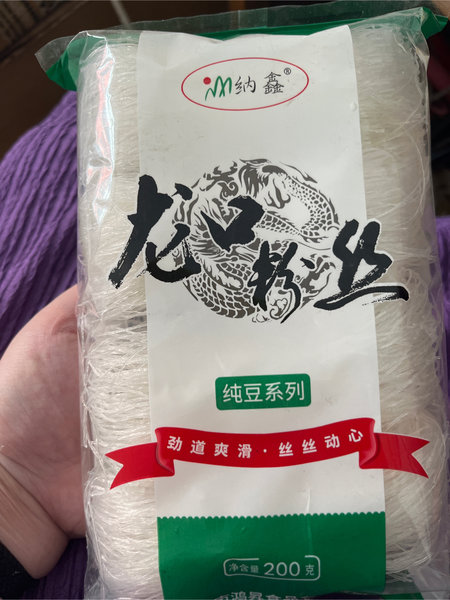 纳鑫®
龙口粉丝
纯豆系列
劲道爽滑·丝丝动心
净含量 200克